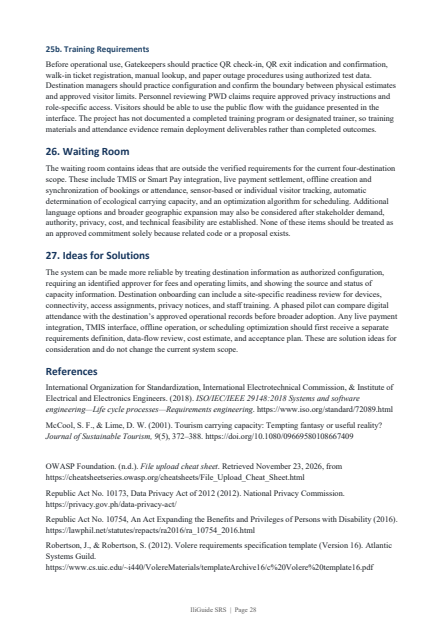 25b. Training Requirements
Before operational use, Gatekeepers should practice QR check-in, QR exit indication and confirmation,
walk-in ticket registration, manual lookup, and paper outage procedures using authorized test data.
Destination managers should practice configuration and confirm the boundary between physical estimates
and approved visitor limits. Personnel reviewing PWD claims require approved privacy instructions and
role-specific access. Visitors should be able to use the public flow with the guidance presented in the
interface. The project has not documented a completed training program or designated trainer, so training
materials and attendance evidence remain deployment deliverables rather than completed outcomes.
26. Waiting Room
The waiting room contains ideas that are outside the verified requirements for the current four-destination
scope. These include TMIS or Smart Pay integration, live payment settlement, offline creation and
synchronization of bookings or attendance, sensor-based or individual visitor tracking, automatic
determination of ecological carrying capacity, and an optimization algorithm for scheduling. Additional
language options and broader geographic expansion may also be considered after stakeholder demand,
authority, privacy, cost, and technical feasibility are established. None of these items should be treated as
an approved commitment solely because related code or a proposal exists.
27. Ideas for Solutions
The system can be made more reliable by treating destination information as authorized configuration,
requiring an identified approver for fees and operating limits, and showing the source and status of
capacity information. Destination onboarding can include a site-specific readiness review for devices,
connectivity, access assignments, privacy notices, and staff training. A phased pilot can compare digital
attendance with the destination's approved operational records before broader adoption. Any live payment
integration, TMIS interface, offline operation, or scheduling optimization should first receive a separate
requirements definition, data-flow review, cost estimate, and acceptance plan. These are solution ideas
for consideration and do not change the current system scope.
References
International Organization for Standardization, International Electrotechnical Commission, & Institute of
Electrical and Electronics Engineers. (2018). ISO/IEC/IEEE 29148:2018 Systems and software
engineering—Life cycle processes—Requirements engineering. https://www.iso.org/standard/72089.html
McCool, S. F., & Lime, D. W. (2001). Tourism carrying capacity: Tempting fantasy or useful reality?
Journal of Sustainable Tourism, 9(5), 372–388. https://doi.org/10.1080/09669580108667409
OWASP Foundation. (n.d.). File upload cheat sheet. Retrieved November 23, 2026, from
https://cheatsheetseries.owasp.org/cheatsheets/File_Upload_Cheat_Sheet.html
Republic Act No. 10173, Data Privacy Act of 2012 (2012). National Privacy Commission.
https://privacy.gov.ph/data-privacy-act/
Republic Act No. 10754, An Act Expanding the Benefits and Privileges of Persons with Disability (2016).
https://lawphil.net/statutes/repacts/ra2016/ra_10754_2016.html
Robertson, J., & Robertson, S. (2012). Volere requirements specification template (Version 16). Atlantic
Systems Guild.
https://www.cs.uic.edu/~i440/VolereMaterials/templateArchive16/c%20Volere%20template16.pdf
IliGuide SRS | Page 28